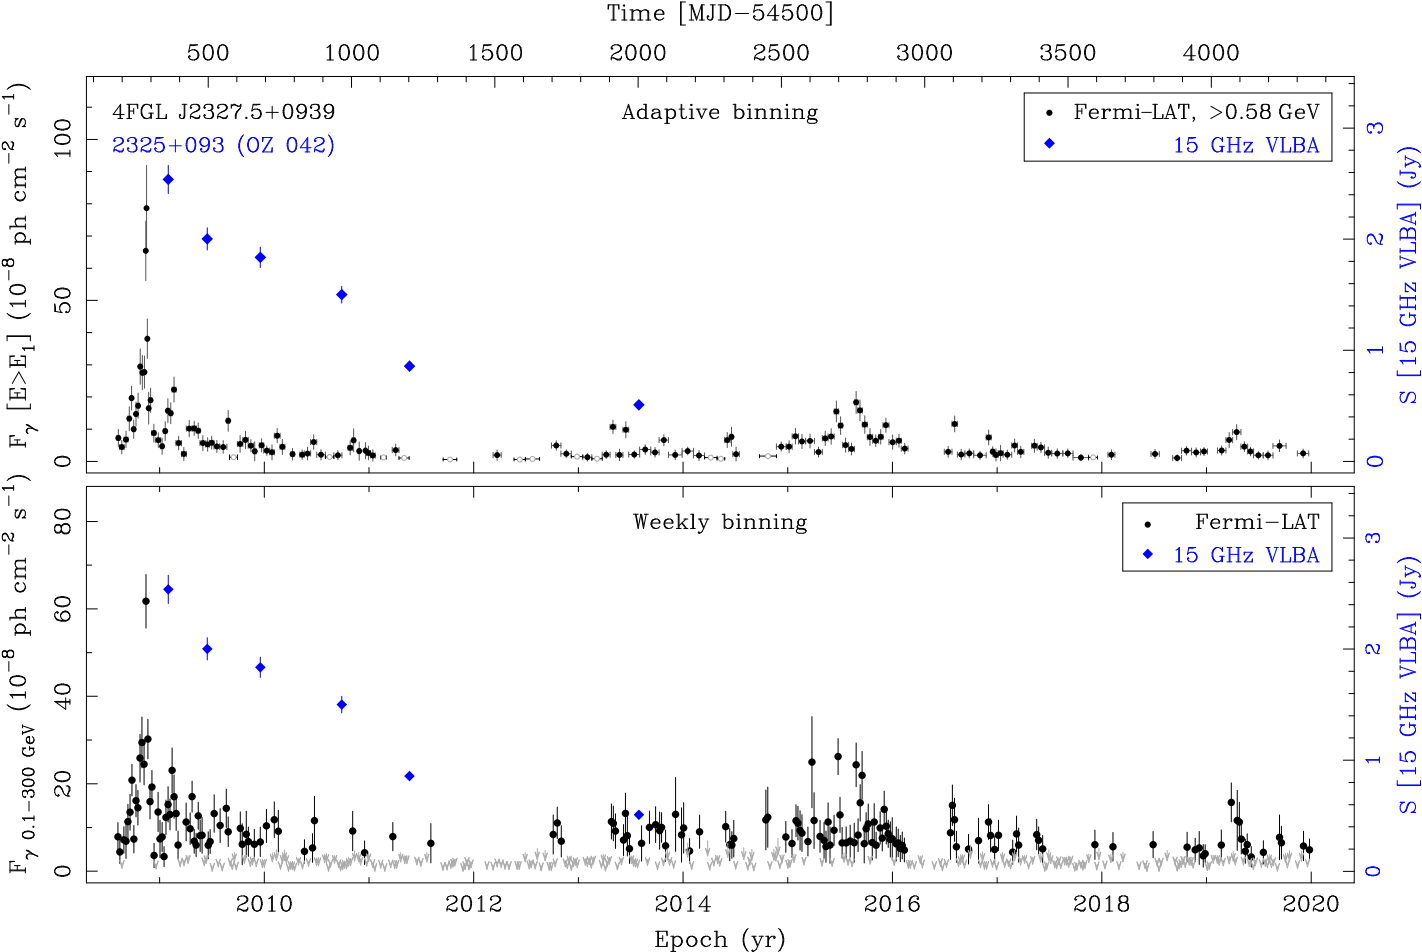 Time [MJD−54500]
500 1000 1500 2000 2500 3000 3500 4000
4FGL J2327.5+0939
2325+093 (OZ 042)
Adaptive binning
Fermi−LAT, >0.58 GeV
15 GHz VLBA
0 50 100
F_γ [E>E_1] (10^−8 ph cm^−2 s^−1)
0 1 2 3
S [15 GHz VLBA] (Jy)
Weekly binning
Fermi−LAT
15 GHz VLBA
0 20 40 60 80
F_γ 0.1−300 GeV (10^−8 ph cm^−2 s^−1)
0 1 2 3
S [15 GHz VLBA] (Jy)
2010 2012 2014 2016 2018 2020
Epoch (yr)